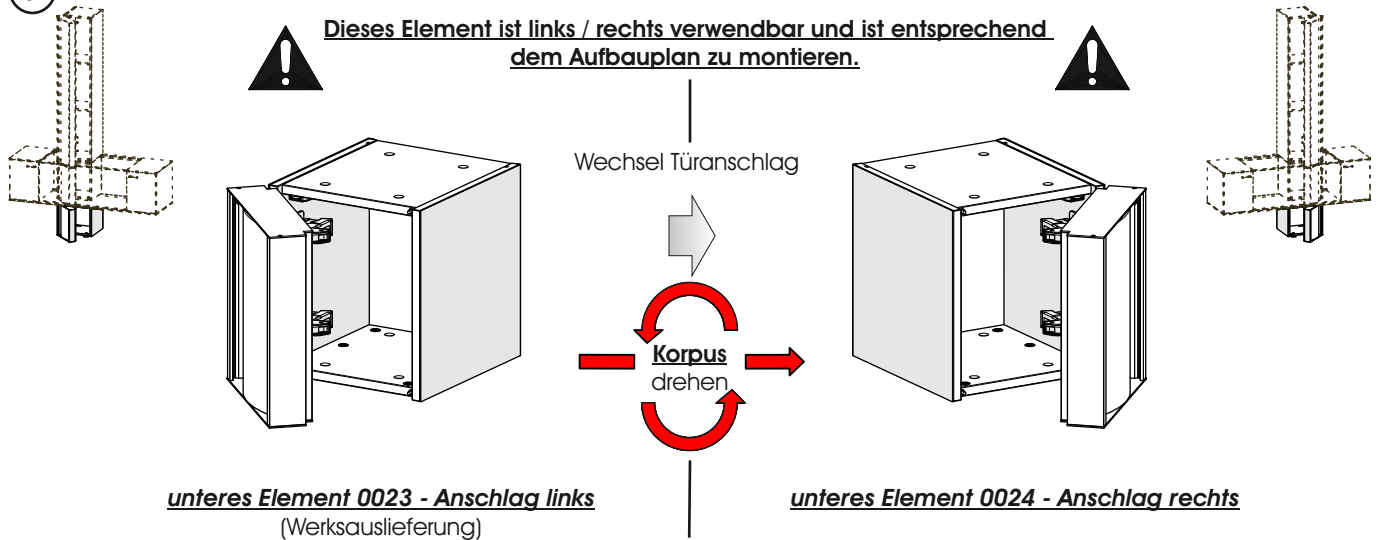 Dieses Element ist links / rechts verwendbar und ist entsprechend
dem Aufbauplan zu montieren.
Wechsel Türanschlag
Korpus
drehen
unteres Element 0023 - Anschlag links
(Werksauslieferung)
unteres Element 0024 - Anschlag rechts